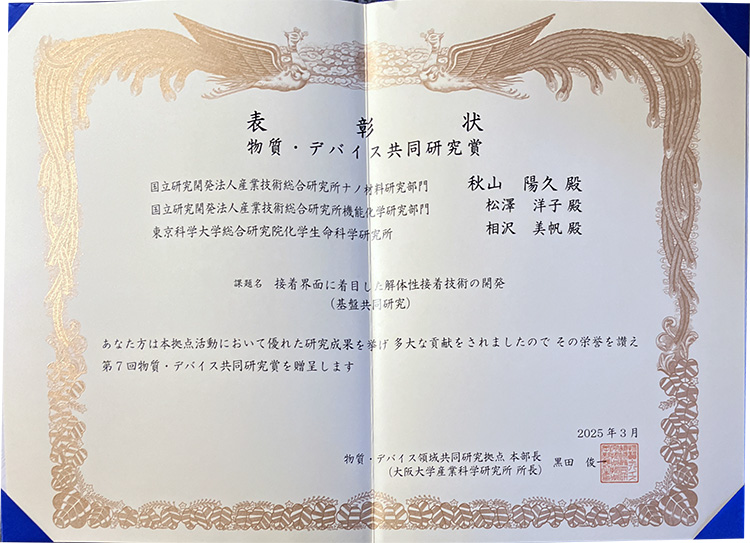 表彰状
物質・デバイス共同研究賞
国立研究開発法人産業技術総合研究所ナノ材料研究部門 秋山 陽久 殿
国立研究開発法人産業技術総合研究所機能化学研究部門 松澤 洋子 殿
東京科学大学総合研究院化学生命科学研究所 相沢 美帆 殿
課題名 接着界面に着目した解体性接着技術の開発
(基盤共同研究)
あなた方は本拠点活動において優れた研究成果を挙げ 多大な貢献をされましたので その栄誉を讃え
第7回物質・デバイス共同研究賞を贈呈します
2025年3月
物質・デバイス領域共同研究拠点 本部長
(大阪大学産業科学研究所 所長) 黒田 俊一